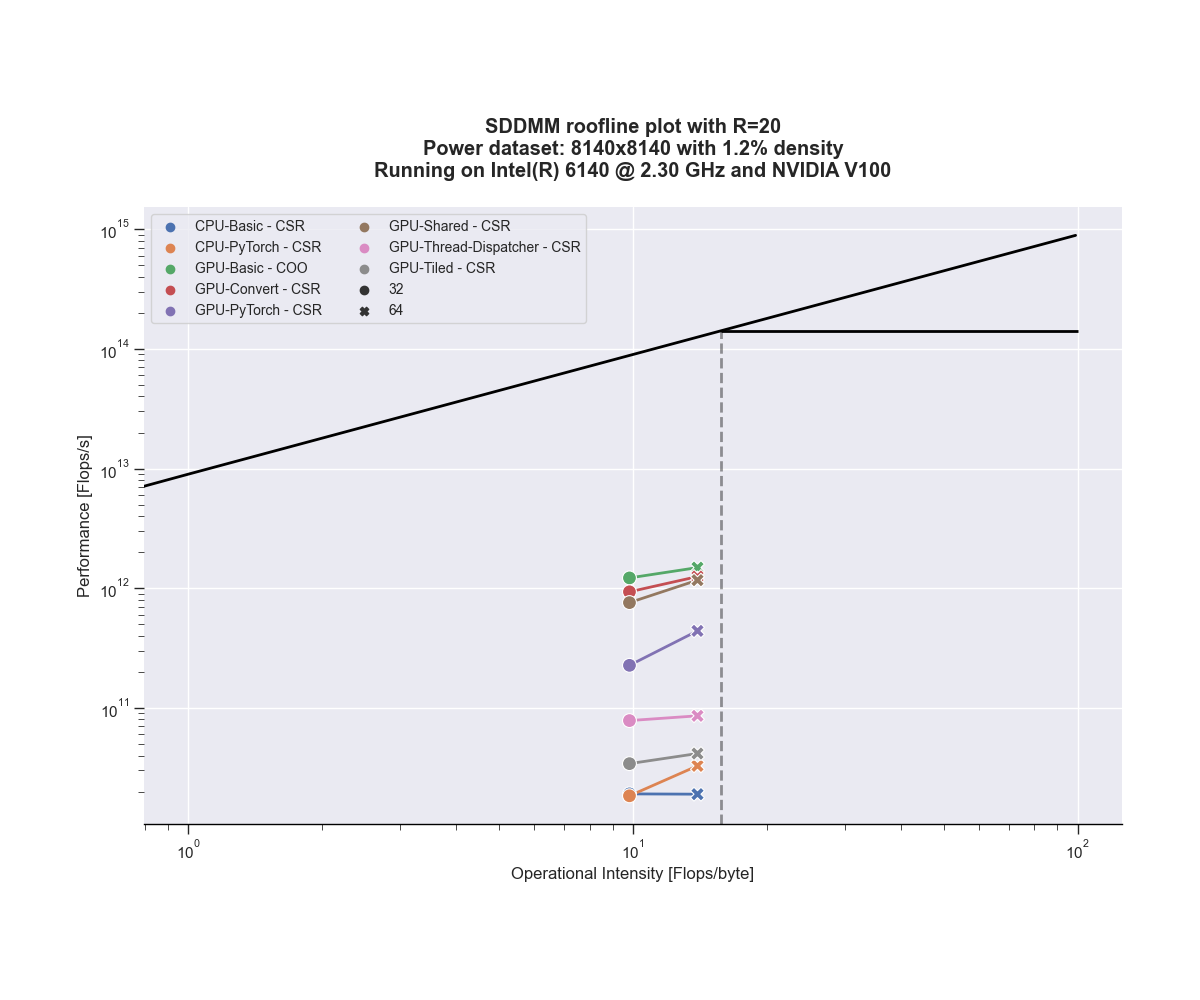 SDDMM roofline plot with R=20
Power dataset: 8140x8140 with 1.2% density
Running on Intel(R) 6140 @ 2.30 GHz and NVIDIA V100
CPU-Basic - CSR
CPU-PyTorch - CSR
GPU-Basic - COO
GPU-Convert - CSR
GPU-PyTorch - CSR
GPU-Shared - CSR
GPU-Thread-Dispatcher - CSR
GPU-Tiled - CSR
32
64
Performance [Flops/s]
10^15
10^14
10^13
10^12
10^11
10^0
10^1
10^2
Operational Intensity [Flops/byte]